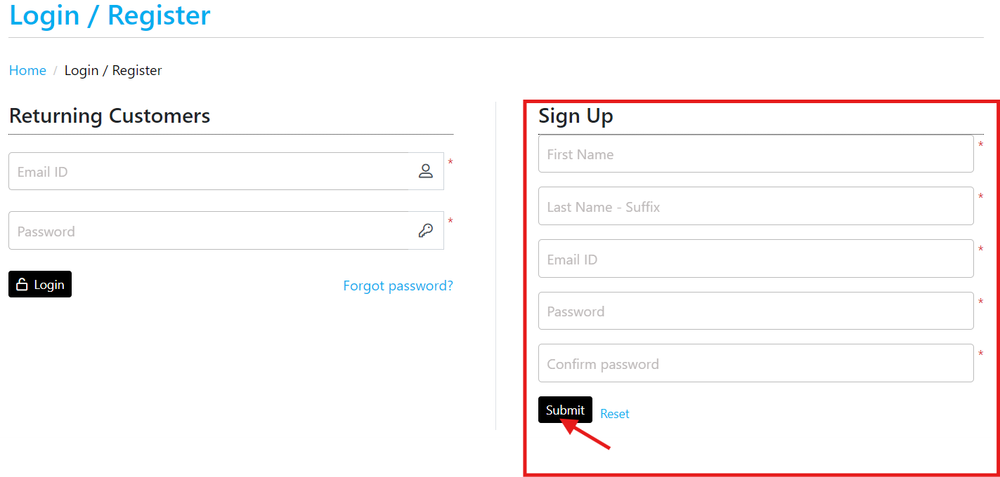 Login / Register
Home / Login / Register
Returning Customers
Email ID
*
Password
*
Login
Forgot password?
Sign Up
First Name
*
Last Name - Suffix
*
Email ID
*
Password
*
Confirm password
*
Submit
Reset